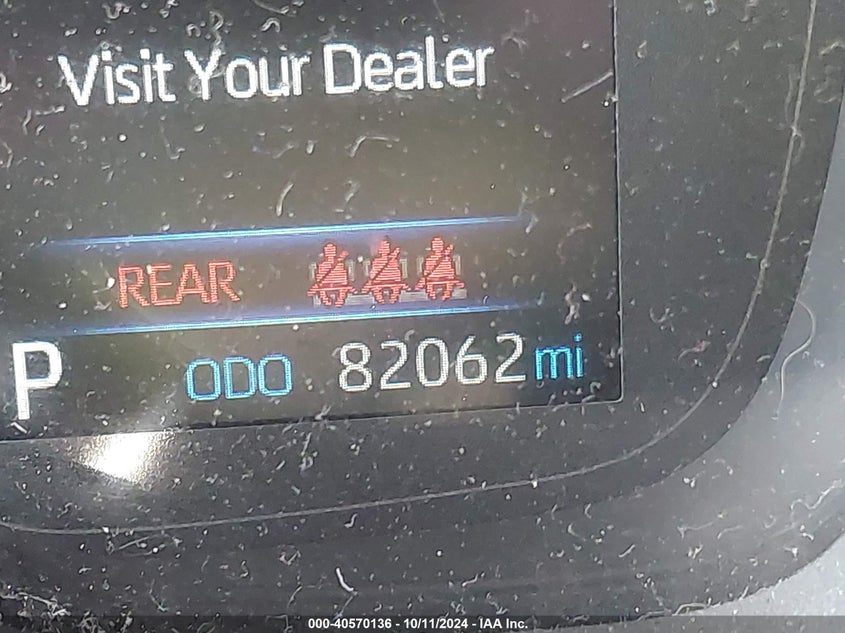 Visit Your Dealer
REAR
P ODO 82062 mi
000-40570136 - 10/11/2024 - IAA Inc.